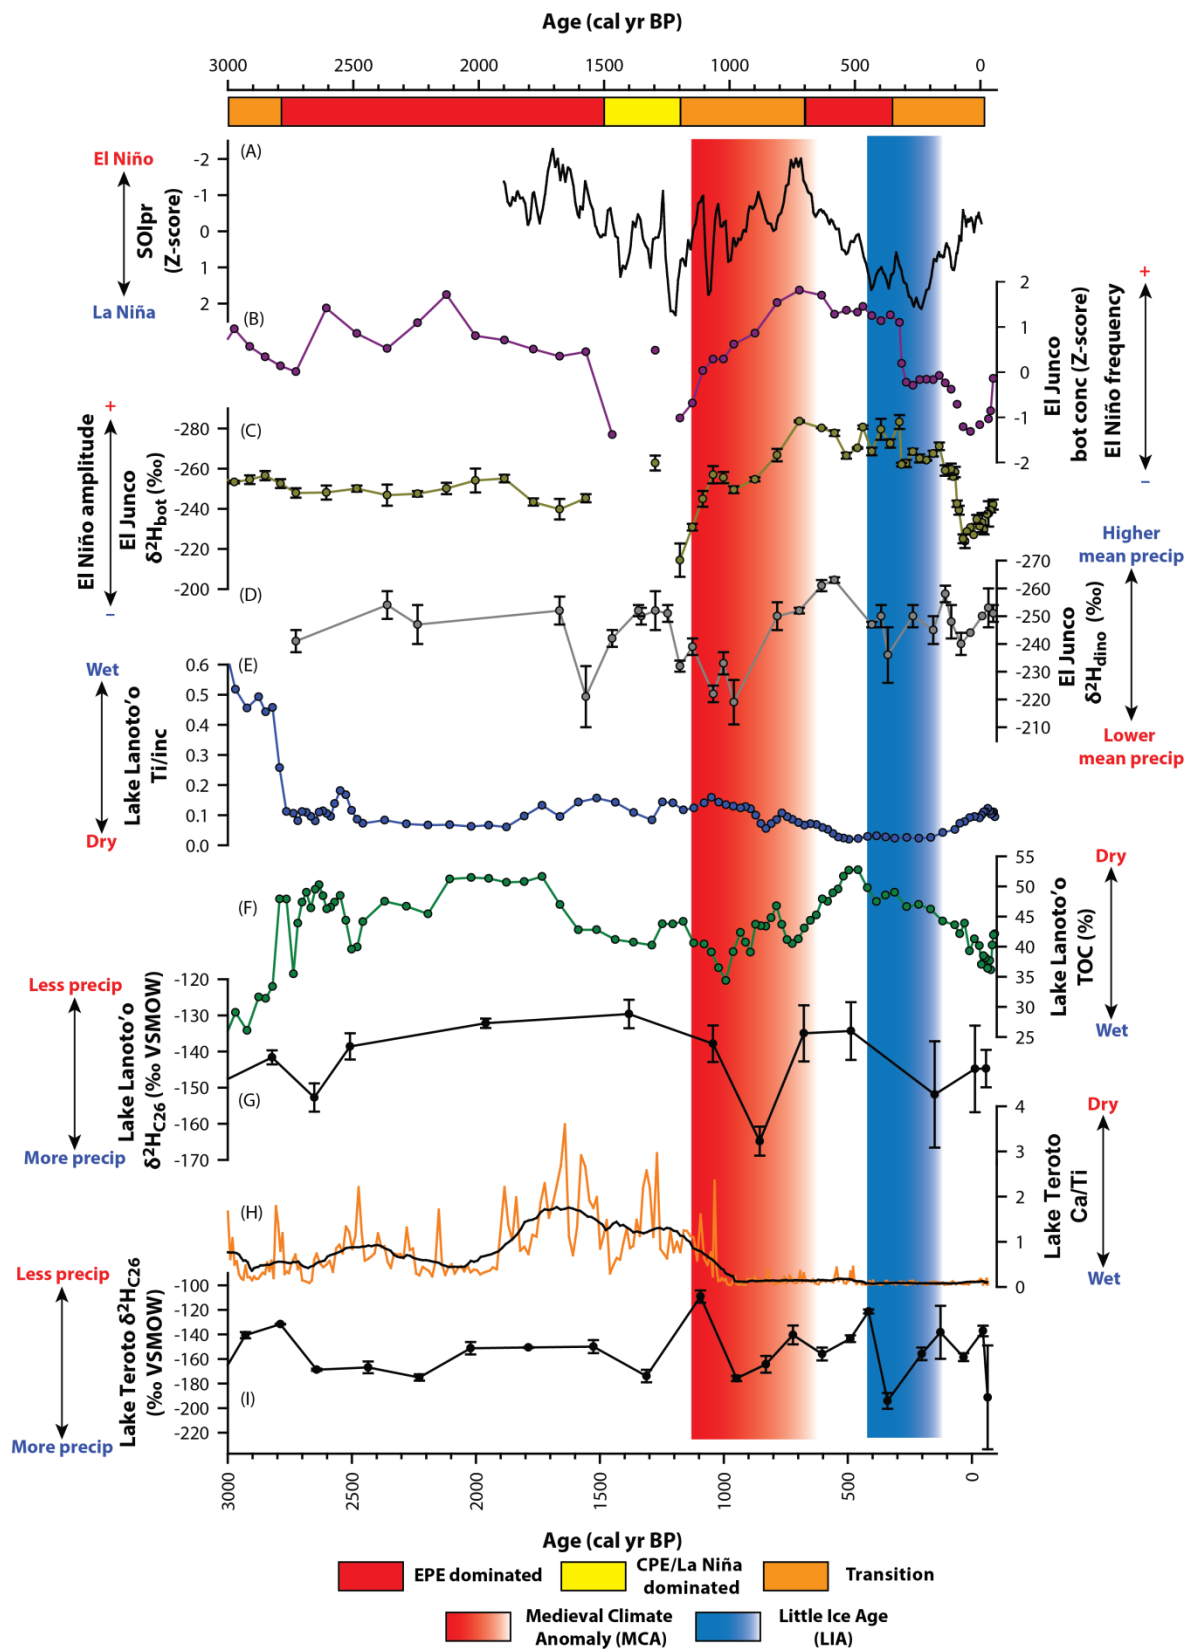 Age (cal yr BP)
3000 2500 2000 1500 1000 500 0
(A)
El Niño
La Niña
SOIpr
(Z-score)
-2
-1
0
1
2
(B)
2
1
0
-1
-2
El Junco
bot conc (Z-score)
El Niño frequency
+
–
(C)
+
–
El Niño amplitude
El Junco
δ²H_bot (‰)
-280
-260
-240
-220
-200
(D)
-270
-260
-250
-240
-230
-220
-210
El Junco
δ²H_dino (‰)
Higher
mean precip
Lower
mean precip
(E)
Wet
Dry
Lake Lanoto'o
Ti/inc
0.6
0.5
0.4
0.3
0.2
0.1
0.0
(F)
55
50
45
40
35
30
25
Lake Lanoto'o
TOC (%)
Dry
Wet
(G)
Less precip
More precip
Lake Lanoto'o
δ²H_C26 (‰ VSMOW)
-120
-130
-140
-150
-160
-170
(H)
4
3
2
1
0
Lake Teroto
Ca/Ti
Dry
Wet
(I)
Less precip
More precip
Lake Teroto δ²H_C26
(‰ VSMOW)
-100
-120
-140
-160
-180
-200
-220
3000 2500 2000 1500 1000 500 0
Age (cal yr BP)
EPE dominated
CPE/La Niña
dominated
Transition
Medieval Climate
Anomaly (MCA)
Little Ice Age
(LIA)